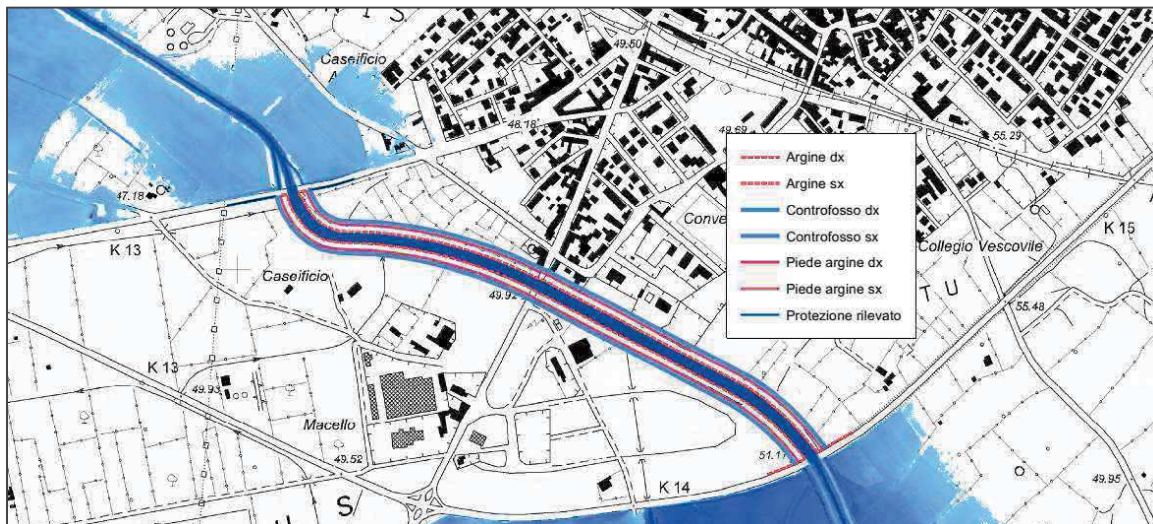 I S
49.50
Caseificio
48.18
49.69
55.29
Argine dx
Argine sx
Controfosso dx
Controfosso sx
Piede argine dx
Piede argine sx
Protezione rilevato
47.18
K 13
Conve
Collegio Vescovile
K 15
Caseificio
49.92
T U
55.48
K 13
49.93
Macello
49.52
51.17
K 14
49.95
U S